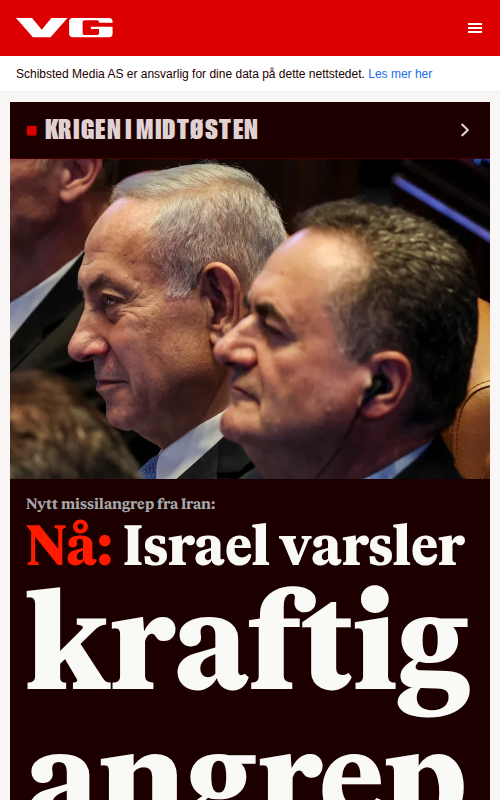 VG
Schibsted Media AS er ansvarlig for dine data på dette nettstedet. Les mer her
KRIGEN I MIDTØSTEN
Nytt missilangrep fra Iran:
Nå: Israel varsler
kraftig
angrep